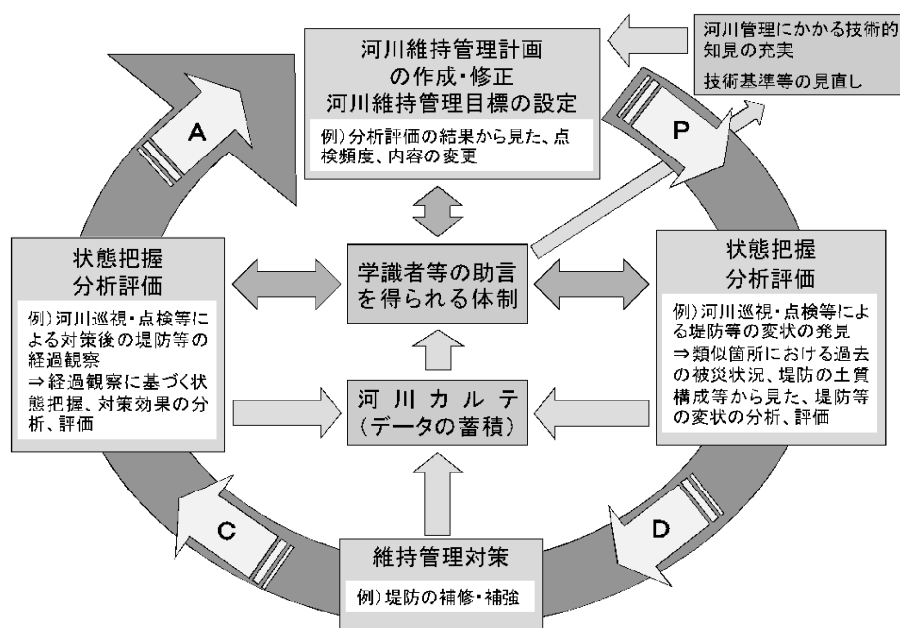 河川維持管理計画
の作成・修正
河川維持管理目標の設定
例）分析評価の結果から見た、点
検頻度、内容の変更
河川管理にかかる技術的
知見の充実
技術基準等の見直し
A
P
状態把握
分析評価
例）河川巡視・点検等によ
る対策後の堤防等の
経過観察
⇒経過観察に基づく状
態把握、対策効果の分
析、評価
学識者等の助言
を得られる体制
状態把握
分析評価
例）河川巡視・点検等によ
る堤防等の変状の発見
⇒類似箇所における過去
の被災状況、堤防の土質
構成等から見た、堤防等
の変状の分析、評価
河川カルテ
（データの蓄積）
C
D
維持管理対策
例）堤防の補修・補強